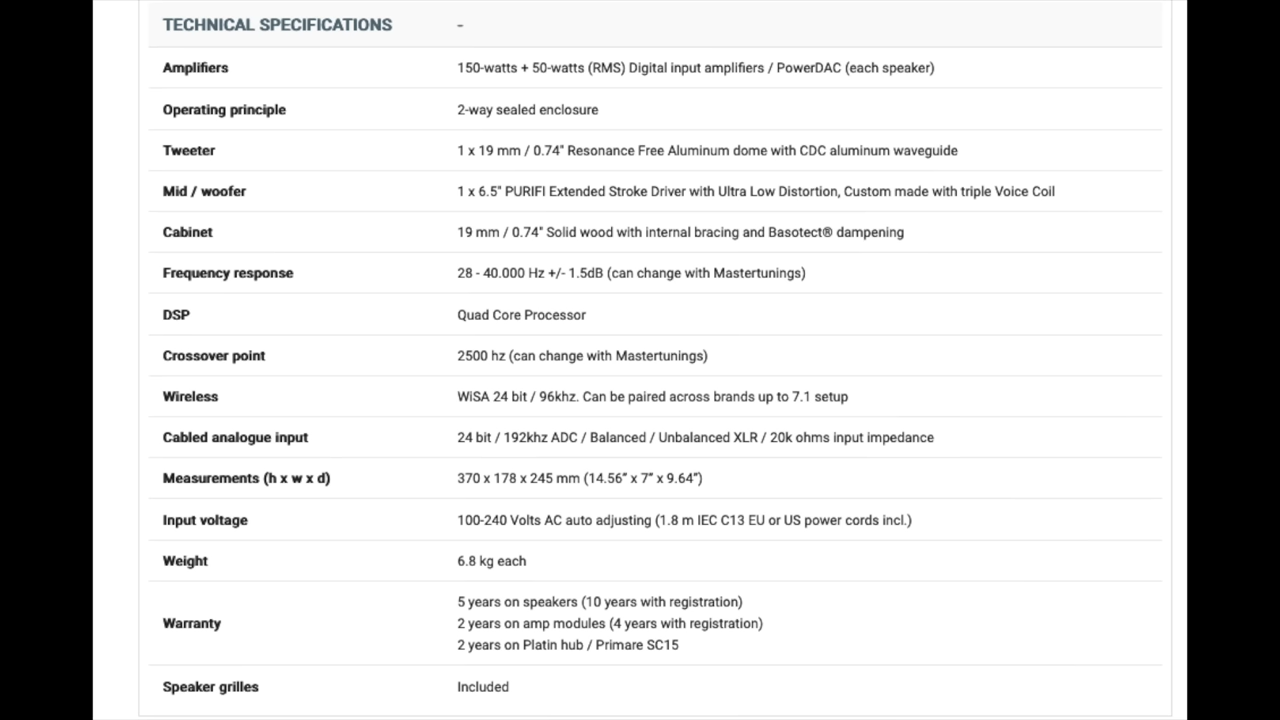 TECHNICAL SPECIFICATIONS -
Amplifiers 150-watts + 50-watts (RMS) Digital input amplifiers / PowerDAC (each speaker)
Operating principle 2-way sealed enclosure
Tweeter 1 x 19 mm / 0.74" Resonance Free Aluminum dome with CDC aluminum waveguide
Mid / woofer 1 x 6.5" PURIFI Extended Stroke Driver with Ultra Low Distortion, Custom made with triple Voice Coil
Cabinet 19 mm / 0.74" Solid wood with internal bracing and Basotect® dampening
Frequency response 28 - 40.000 Hz +/- 1.5dB (can change with Mastertunings)
DSP Quad Core Processor
Crossover point 2500 hz (can change with Mastertunings)
Wireless WiSA 24 bit / 96khz. Can be paired across brands up to 7.1 setup
Cabled analogue input 24 bit / 192khz ADC / Balanced / Unbalanced XLR / 20k ohms input impedance
Measurements (h x w x d) 370 x 178 x 245 mm (14.56” x 7” x 9.64”)
Input voltage 100-240 Volts AC auto adjusting (1.8 m IEC C13 EU or US power cords incl.)
Weight 6.8 kg each
Warranty 5 years on speakers (10 years with registration)
2 years on amp modules (4 years with registration)
2 years on Platin hub / Primare SC15
Speaker grilles Included